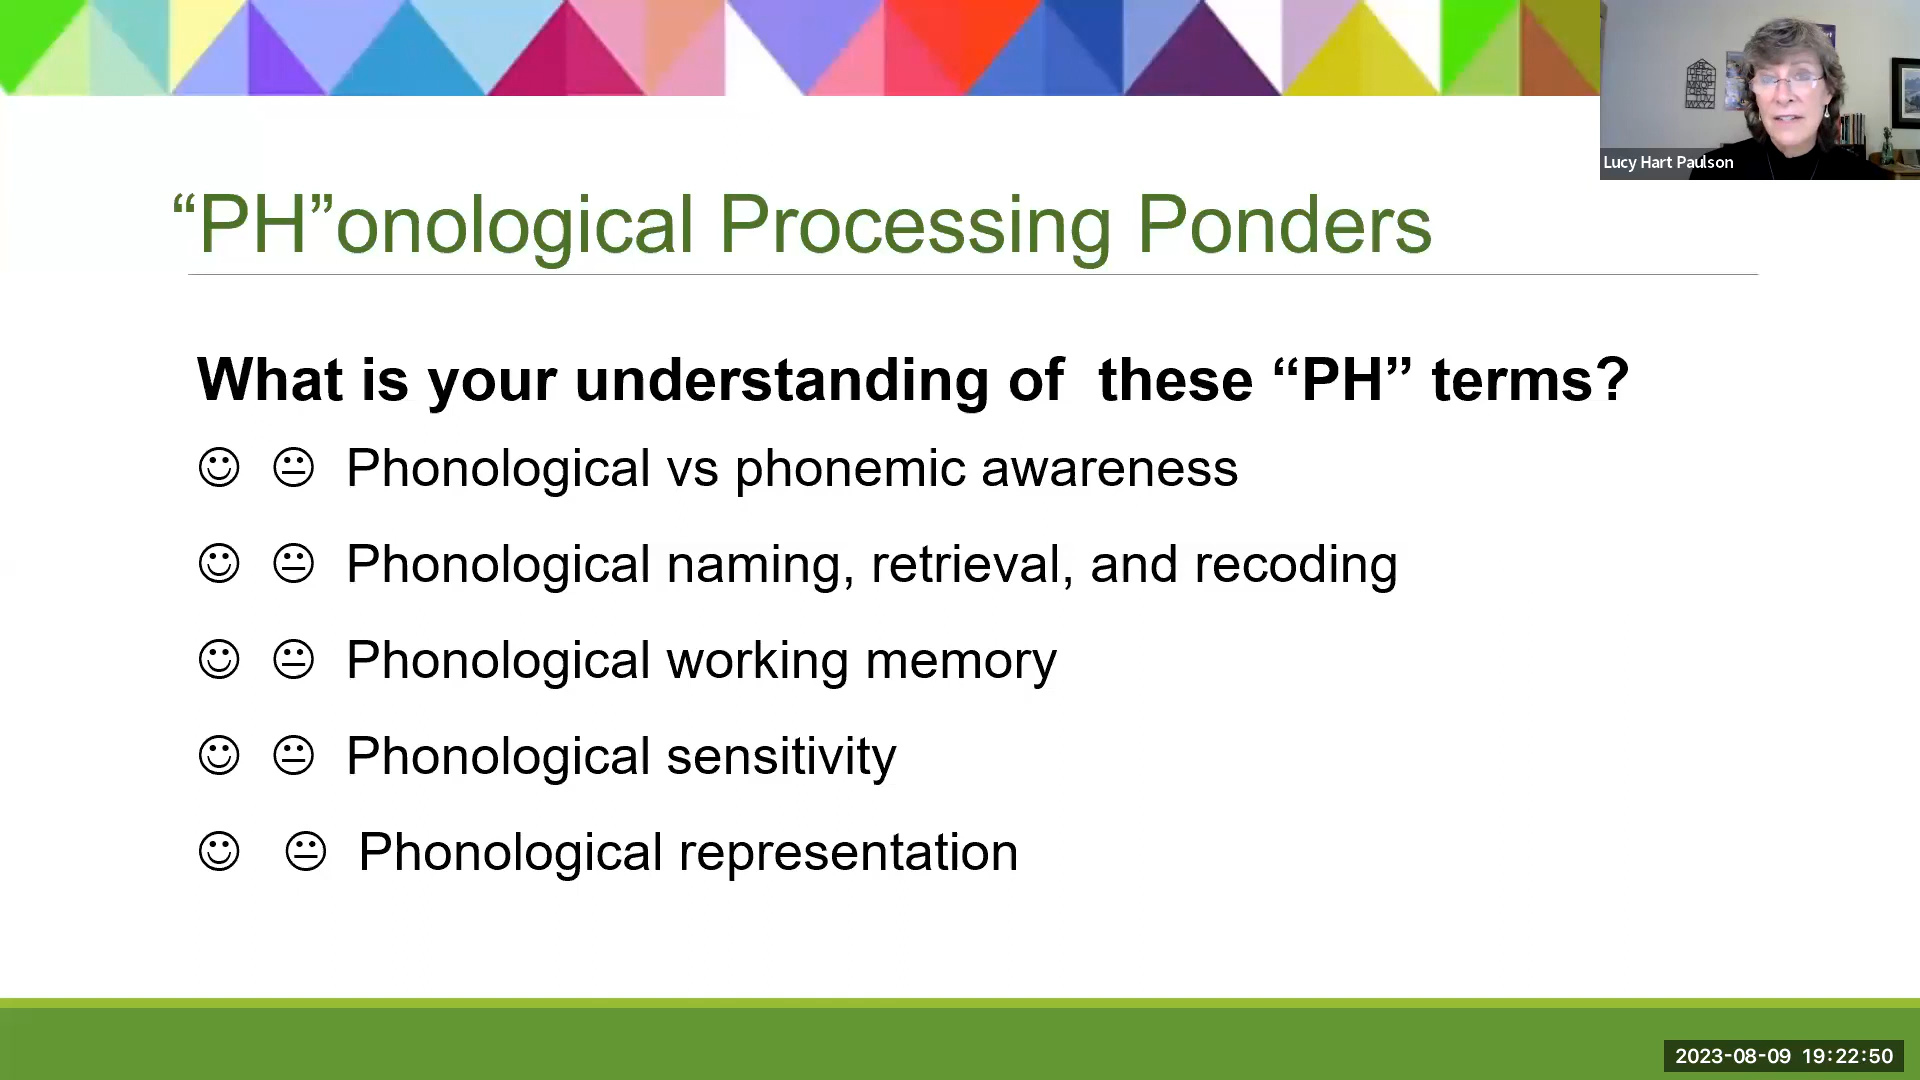 Lucy Hart Paulson
“PH”onological Processing Ponders
What is your understanding of  these “PH” terms?
☺ 😐 Phonological vs phonemic awareness
☺ 😐 Phonological naming, retrieval, and recoding
☺ 😐 Phonological working memory
☺ 😐 Phonological sensitivity
☺ 😐 Phonological representation
2023-08-09 19:22:50